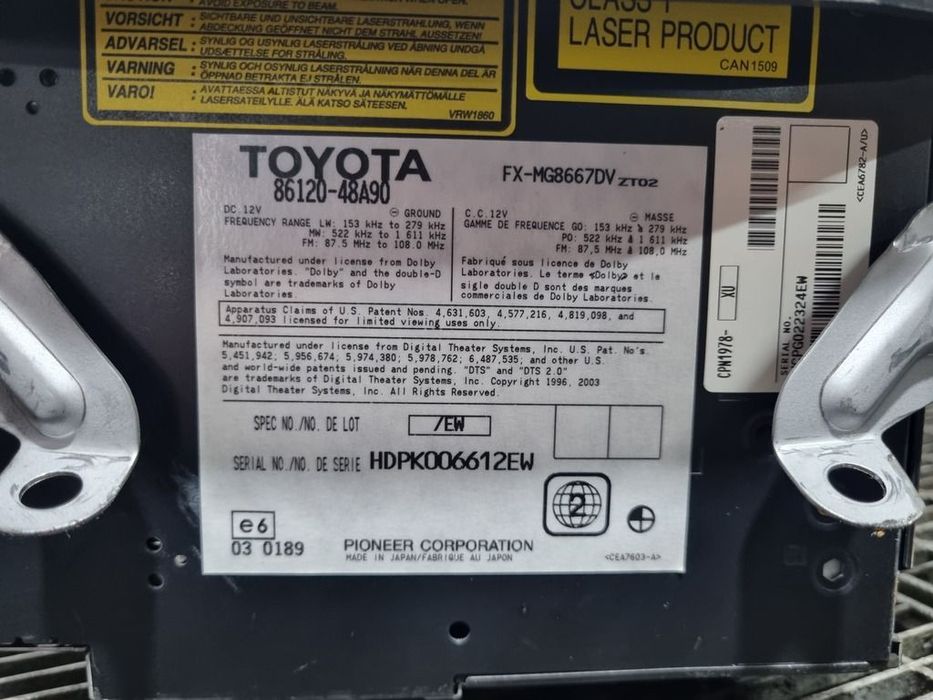 AVOID EXPOSURE TO BEAM.
VORSICHT : SICHTBARE UND UNSICHTBARE LASERSTRAHLUNG, WENN
ABDECKUNG GEÖFFNET NICHT DEM STRAHL AUSSETZEN!
ADVARSEL : SYNLIG OG USYNLIG LASERSTRÅLING VED ÅBNING UNDGÅ
UDSÆTTELSE FOR STRÅLING.
VARNING : SYNLIG OCH OSYNLIG LASERSTRÅLNING NÄR DENNA DEL ÄR
ÖPPNAD BETRAKTA EJ STRÅLEN.
VARO! : AVATTAESSA ALTISTUT NÄKYVÄ JA NÄKYMÄTTÖMÄLLE
LASERSATEILYLLE. ÄLÄ KATSO SÄTEESEEN.
VRW1860
CLASS 1
LASER PRODUCT
CAN1509
TOYOTA
86120-48A90
FX-MG8667DV ZT02
DC 12V ⊖ GROUND
FREQUENCY RANGE LW: 153 kHz to 279 kHz
MW: 522 kHz to 1 611 kHz
FM: 87.5 MHz to 108.0 MHz
Manufactured under license from Dolby
Laboratories. "Dolby" and the double-D
symbol are trademarks of Dolby
Laboratories.
C.C. 12V ⊖ MASSE
GAMME DE FREQUENCE GO: 153 kHz à 279 kHz
PO: 522 kHz à 1 611 kHz
FM: 87,5 MHz à 108,0 MHz
Fabriqué sous licence de Dolby
Laboratories. Le terme «Dolby» et le
sigle double D sont des marques
commerciales de Dolby Laboratories.
Apparatus Claims of U.S. Patent Nos. 4,631,603, 4,577,216, 4,819,098, and
4,907,093 licensed for limited viewing uses only.
Manufactured under license from Digital Theater Systems, Inc. U.S. Pat. No's
5,451,942; 5,956,674; 5,974,380; 5,978,762; 6,487,535; and other U.S.
and world-wide patents issued and pending. "DTS" and "DTS 2.0"
are trademarks of Digital Theater Systems, Inc. Copyright 1996, 2003
Digital Theater Systems, Inc. All Rights Reserved.
SPEC NO./NO. DE LOT /EW
SERIAL NO./NO. DE SERIE HDPK006612EW
2
e6
03 0189
PIONEER CORPORATION
MADE IN JAPAN/FABRIQUE AU JAPON
<CEA7603-A>
CPN1978- XU
SERIAL NO.
PG022324EW
<CEA6782-A/U>